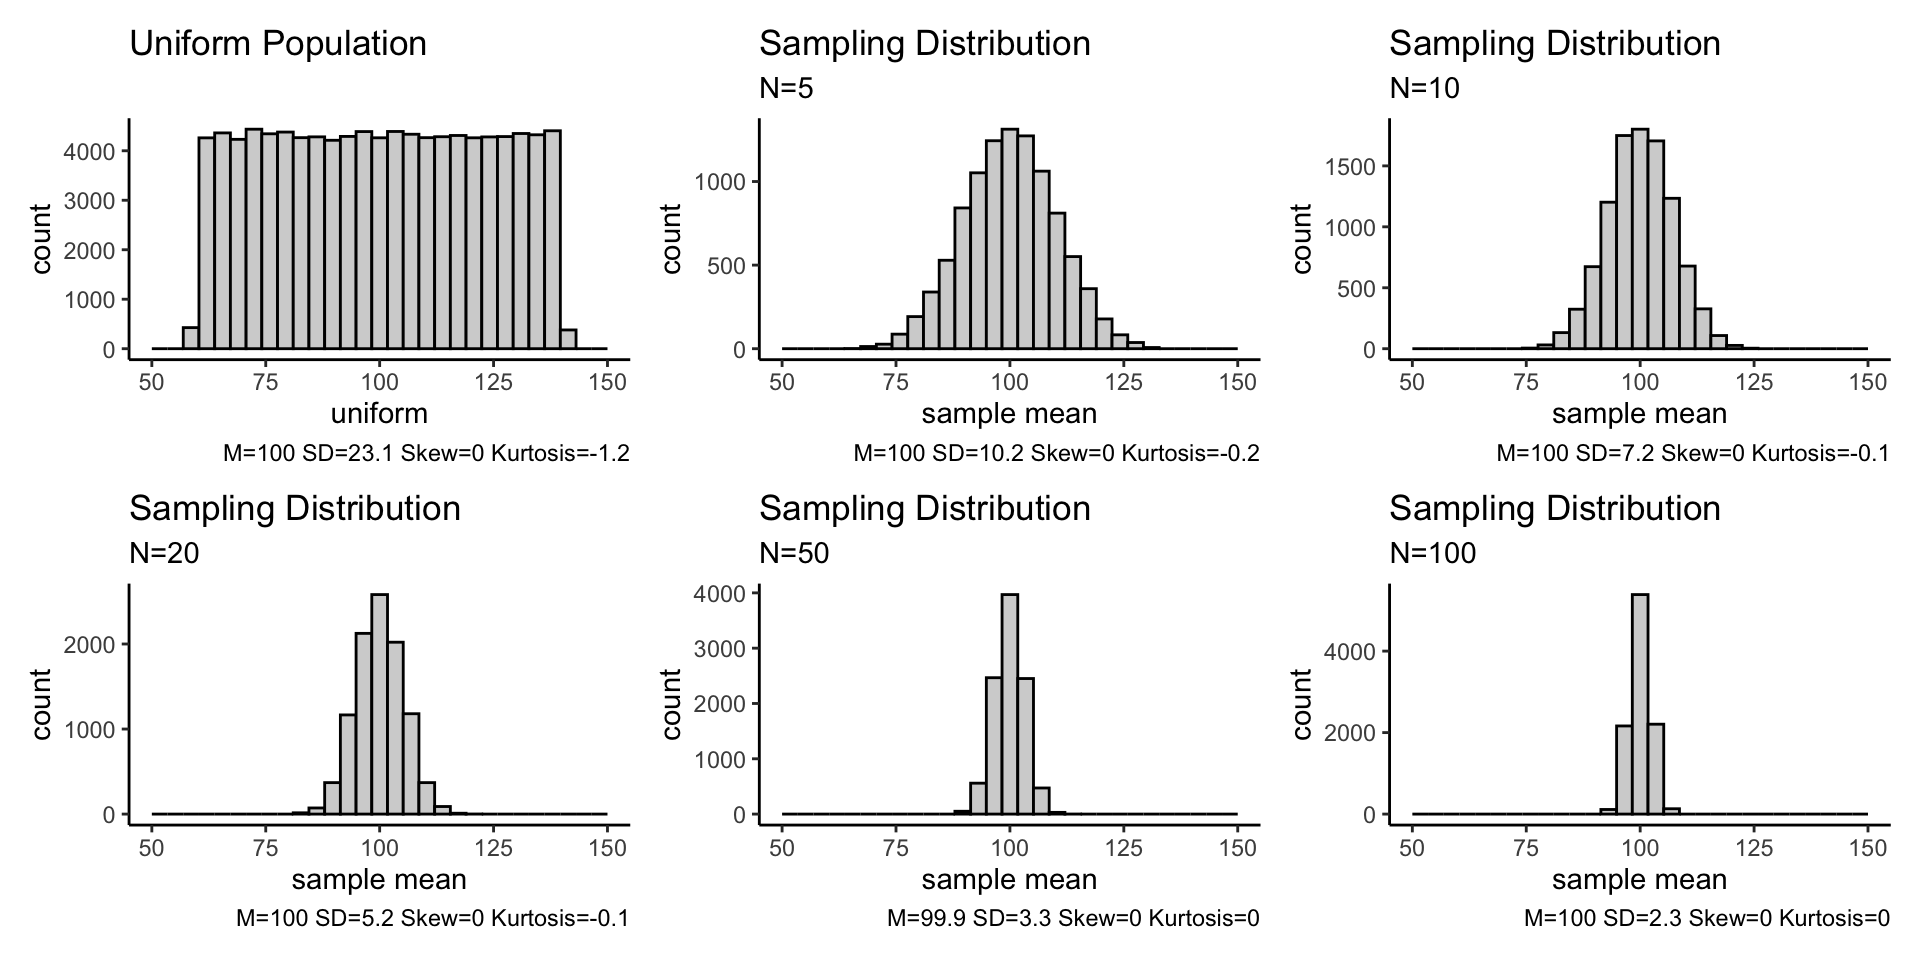 Uniform Population
4000
3000
2000
1000
0
count
50 75 100 125 150
uniform
M=100 SD=23.1 Skew=0 Kurtosis=-1.2
Sampling Distribution
N=5
1000
500
0
count
50 75 100 125 150
sample mean
M=100 SD=10.2 Skew=0 Kurtosis=-0.2
Sampling Distribution
N=10
1500
1000
500
0
count
50 75 100 125 150
sample mean
M=100 SD=7.2 Skew=0 Kurtosis=-0.1
Sampling Distribution
N=20
2000
1000
0
count
50 75 100 125 150
sample mean
M=100 SD=5.2 Skew=0 Kurtosis=-0.1
Sampling Distribution
N=50
4000
3000
2000
1000
0
count
50 75 100 125 150
sample mean
M=99.9 SD=3.3 Skew=0 Kurtosis=0
Sampling Distribution
N=100
4000
2000
0
count
50 75 100 125 150
sample mean
M=100 SD=2.3 Skew=0 Kurtosis=0